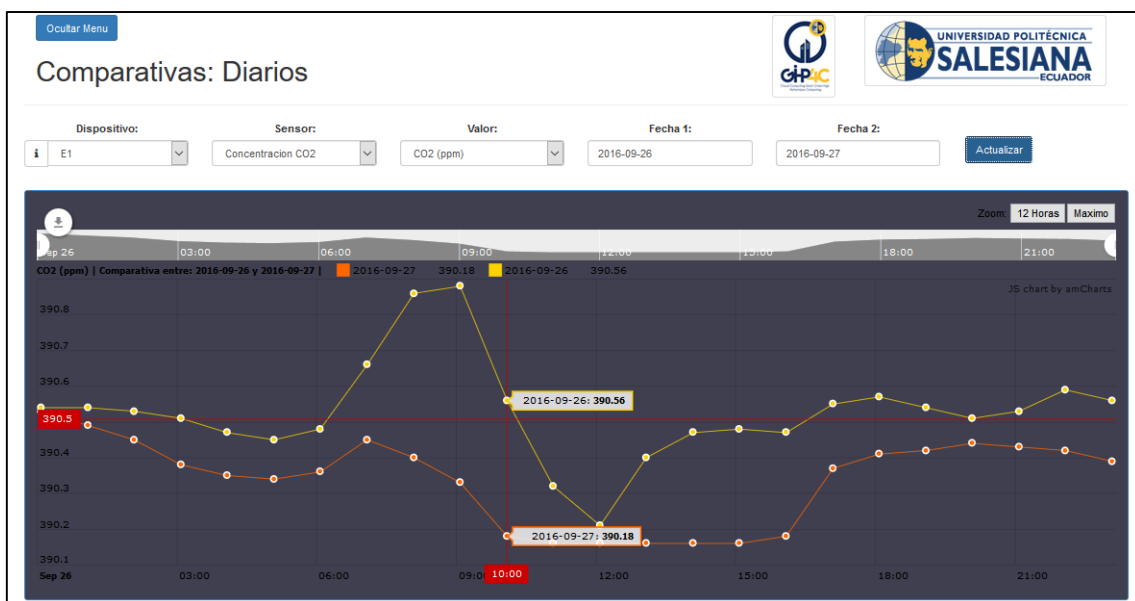 Ocultar Menu
Comparativas: Diarios
GIHP4C
UNIVERSIDAD POLITÉCNICA
SALESIANA
ECUADOR
Dispositivo: Sensor: Valor: Fecha 1: Fecha 2:
i E1 Concentracion CO2 CO2 (ppm) 2016-09-26 2016-09-27 Actualizar
Zoom: 12 Horas Maximo
Sep 26 03:00 06:00 09:00 12:00 15:00 18:00 21:00
CO2 (ppm) | Comparativa entre: 2016-09-26 y 2016-09-27 | 2016-09-27 390.18 2016-09-26 390.56
JS chart by amCharts
390.8
390.7
390.6
2016-09-26: 390.56
390.5
390.4
390.3
390.2
2016-09-27: 390.18
390.1
Sep 26 03:00 06:00 09:0 10:00 12:00 15:00 18:00 21:00